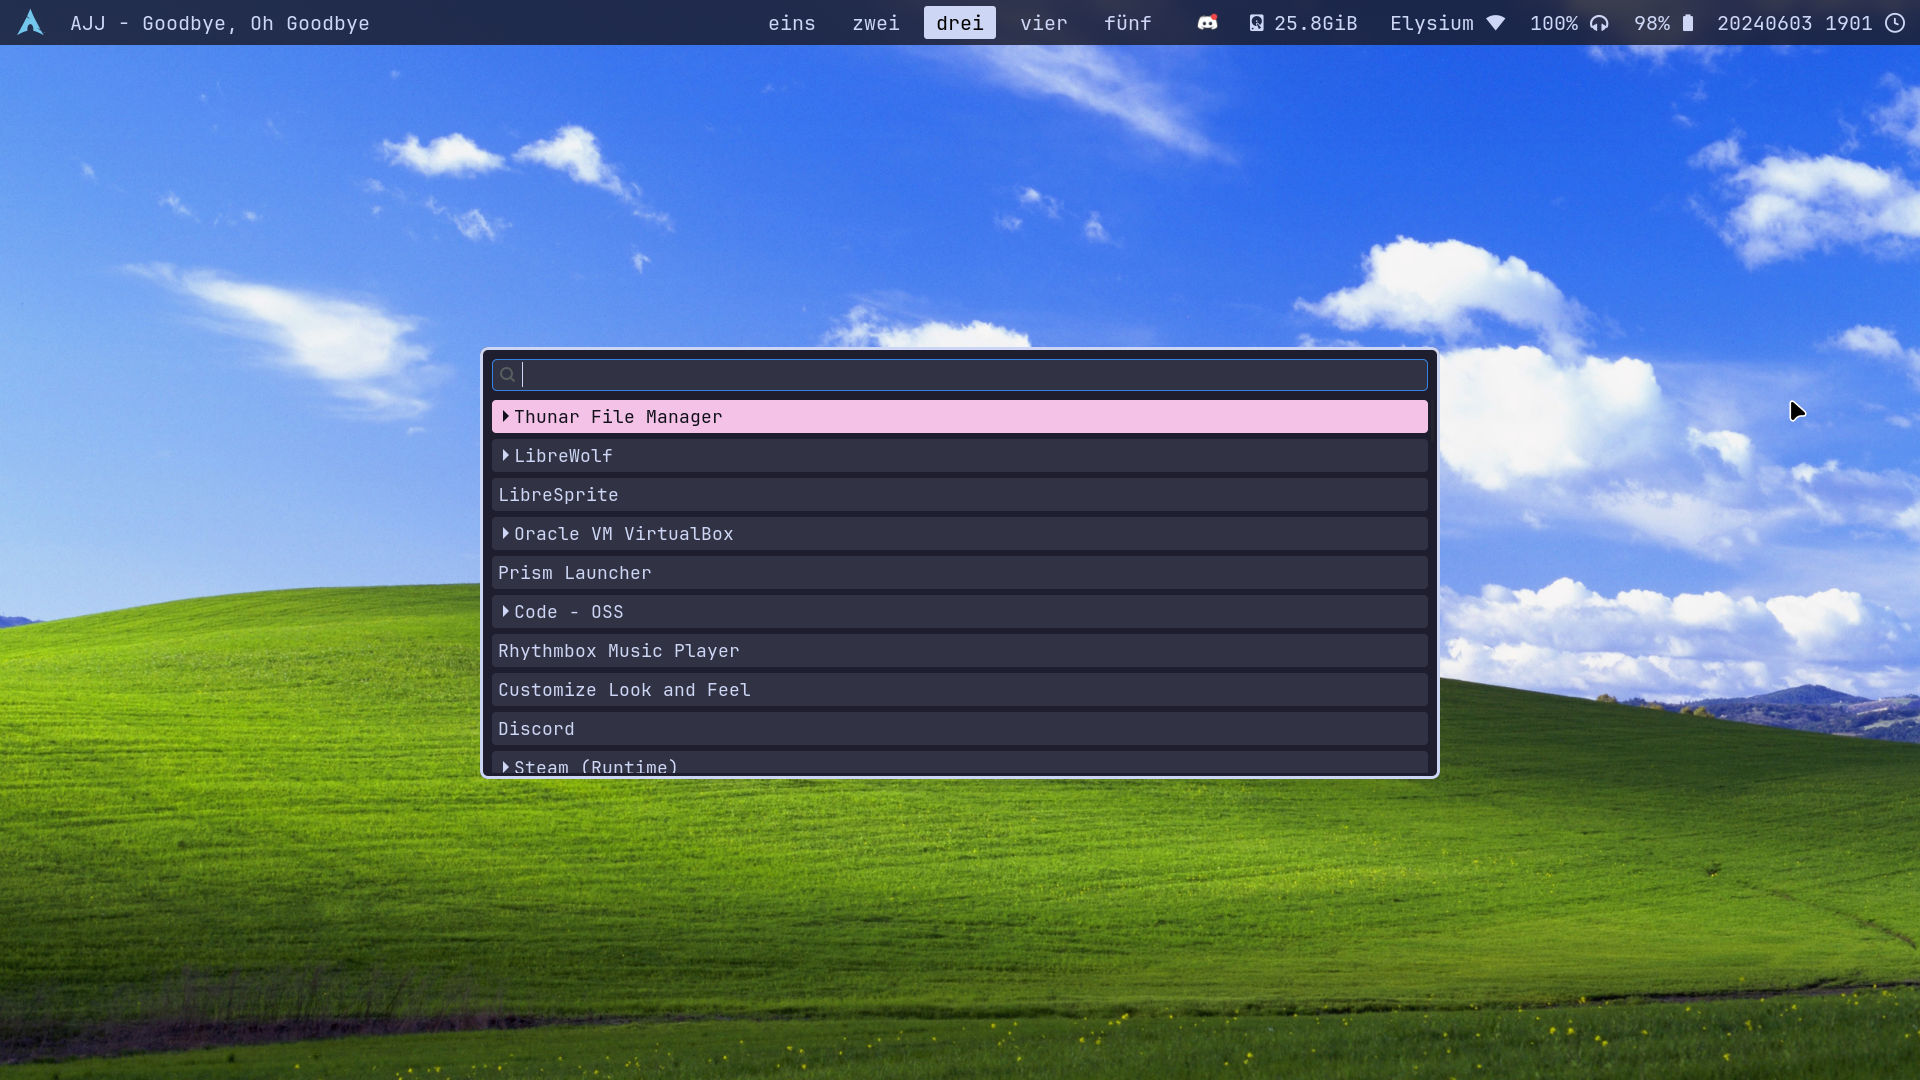 AJJ - Goodbye, Oh Goodbye eins zwei drei vier fünf 25.8GiB Elysium 100% 98% 20240603 1901
Thunar File Manager
LibreWolf
LibreSprite
Oracle VM VirtualBox
Prism Launcher
Code - OSS
Rhythmbox Music Player
Customize Look and Feel
Discord
Steam (Runtime)